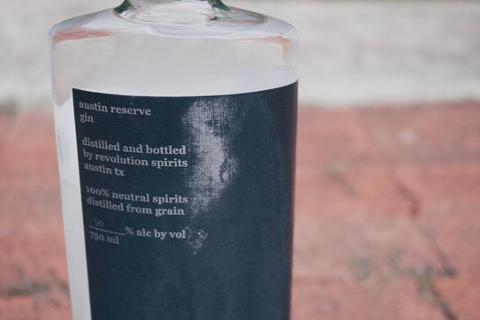 austin reserve
gin
distilled and bottled
by revolution spirits
austin tx
100% neutral spirits
distilled from grain
50 % alc by vol
750 ml